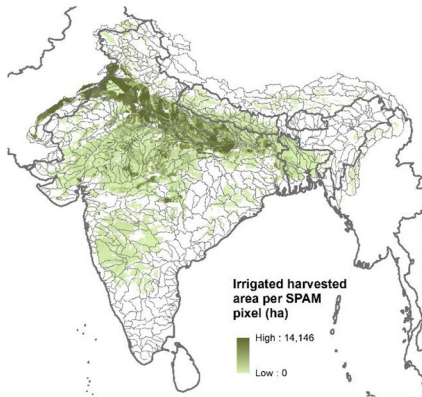 Irrigated harvested
area per SPAM
pixel (ha)
High : 14,146
Low : 0